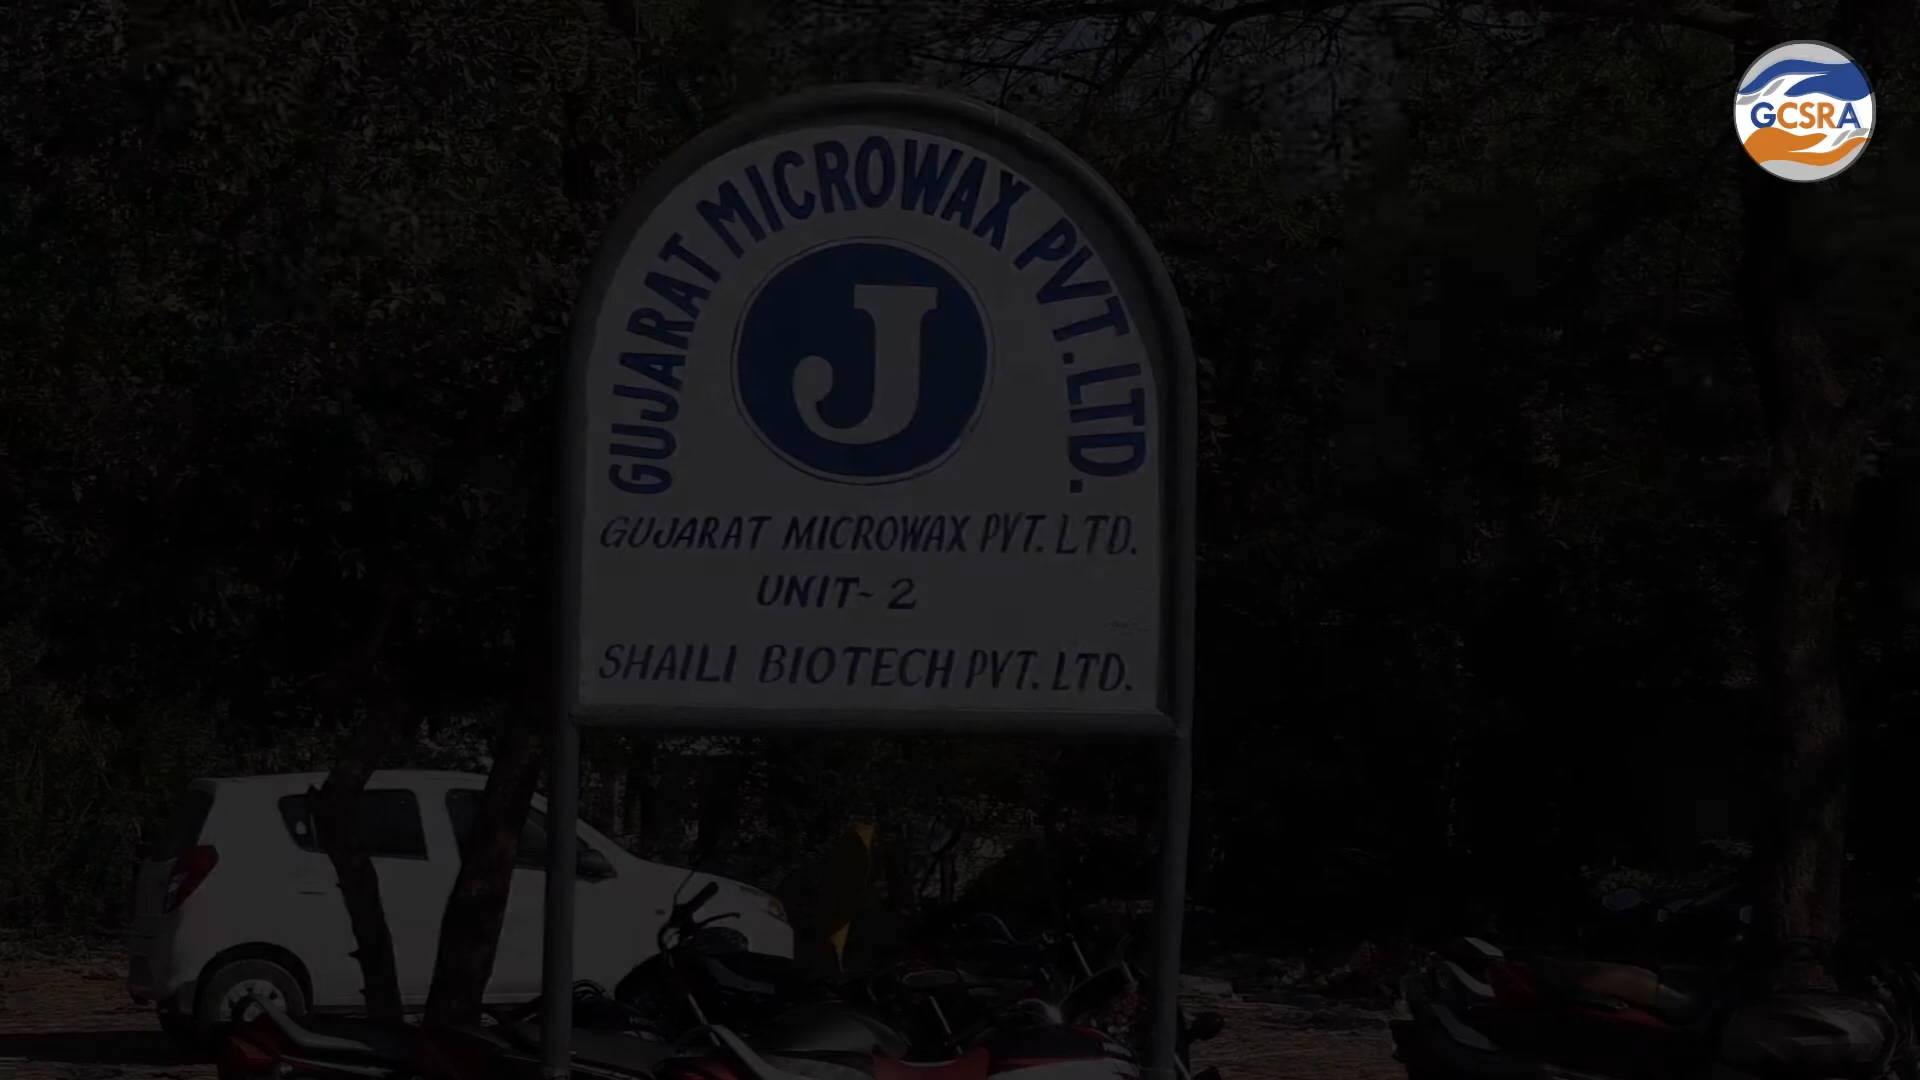 GUJARAT MICROWAX PVT. LTD.
J
GUJARAT MICROWAX PVT. LTD.
UNIT~ 2
SHAILI BIOTECH PVT. LTD.
GCSRA